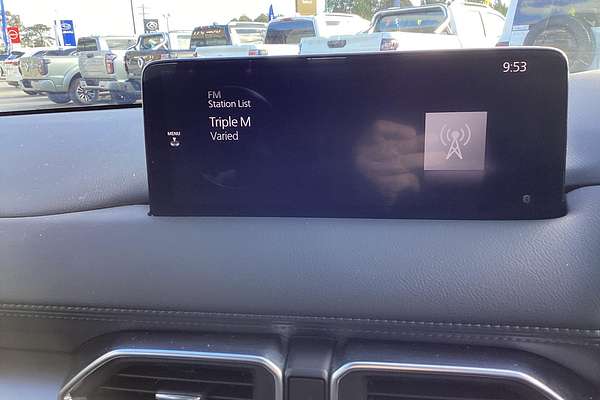 9:53
FM
Station List
Triple M
Varied
MENU